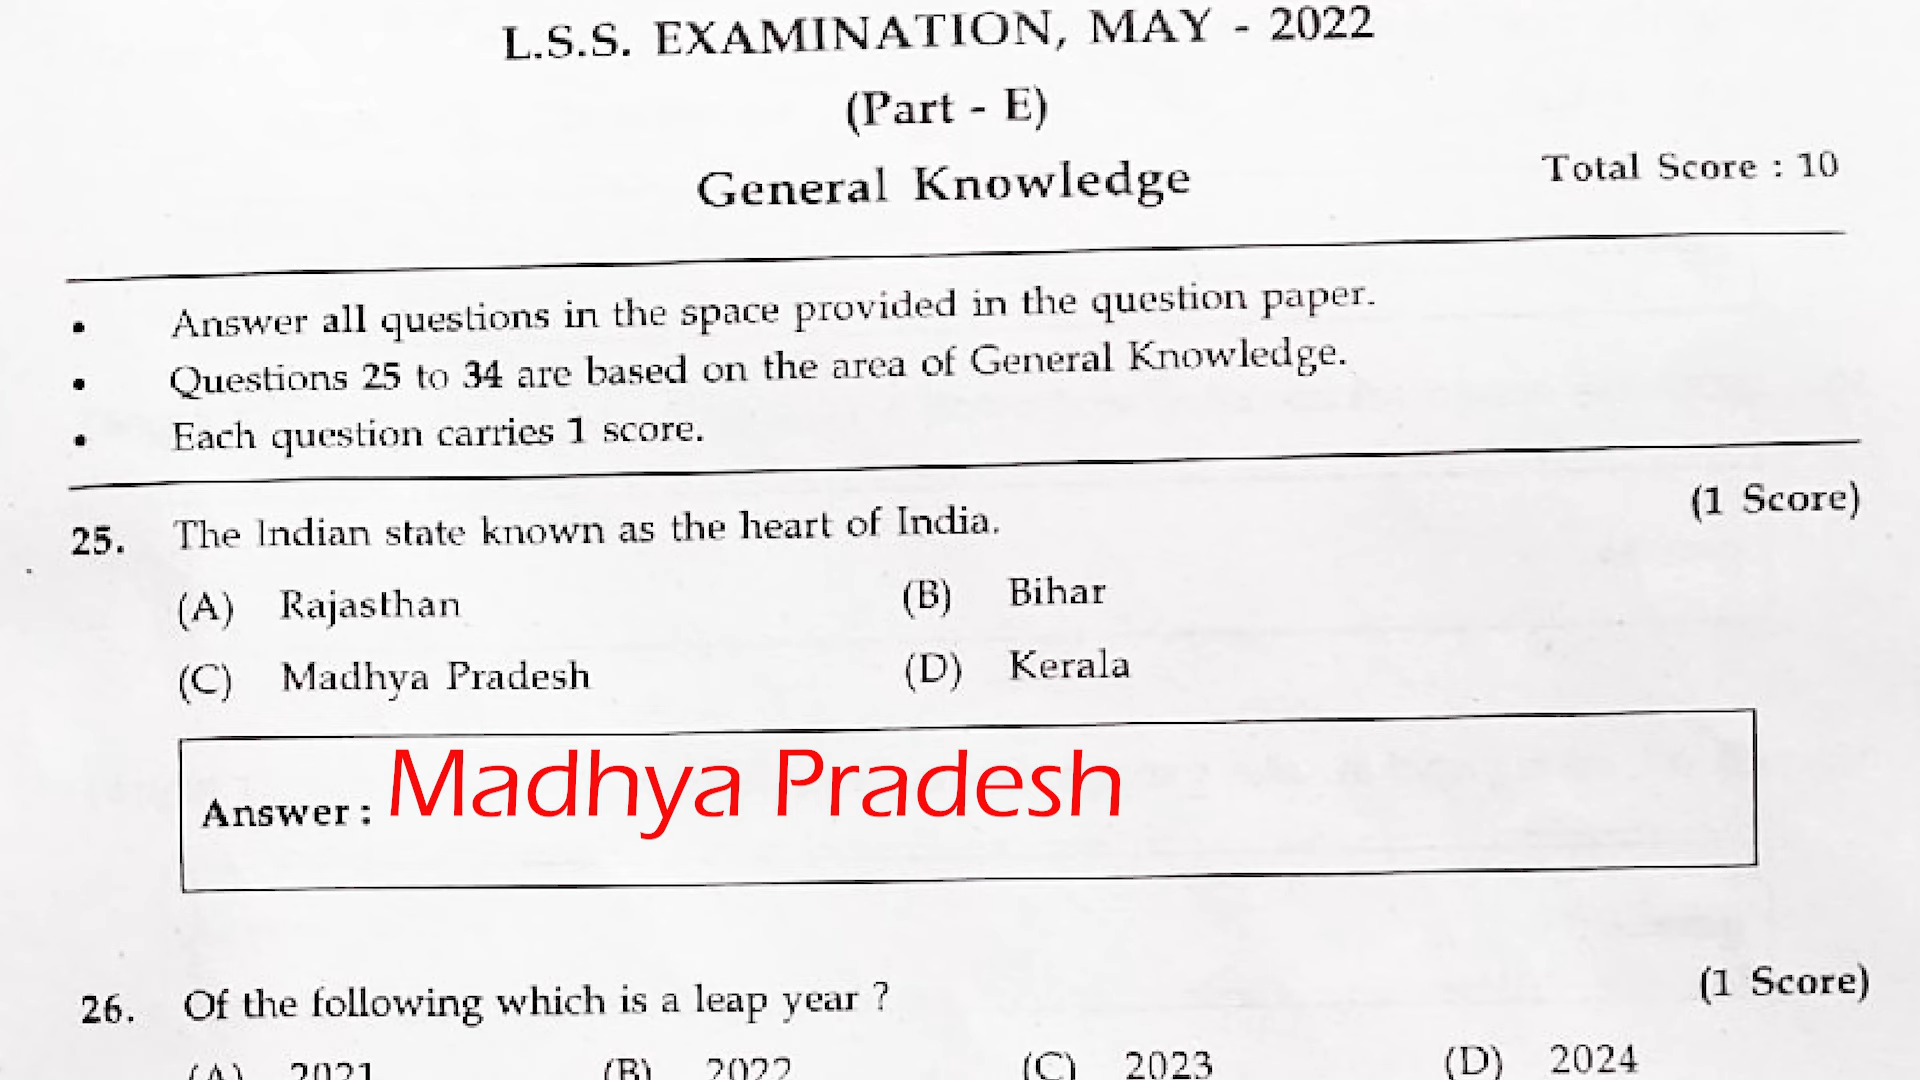 L.S.S. EXAMINATION, MAY - 2022
(Part - E)
General Knowledge
Total Score : 10
• Answer all questions in the space provided in the question paper.
• Questions 25 to 34 are based on the area of General Knowledge.
• Each question carries 1 score.
25. The Indian state known as the heart of India. (1 Score)
(A) Rajasthan (B) Bihar
(C) Madhya Pradesh (D) Kerala
Answer : Madhya Pradesh
26. Of the following which is a leap year ? (1 Score)
(A) 2021 (B) 2022 (C) 2023 (D) 2024